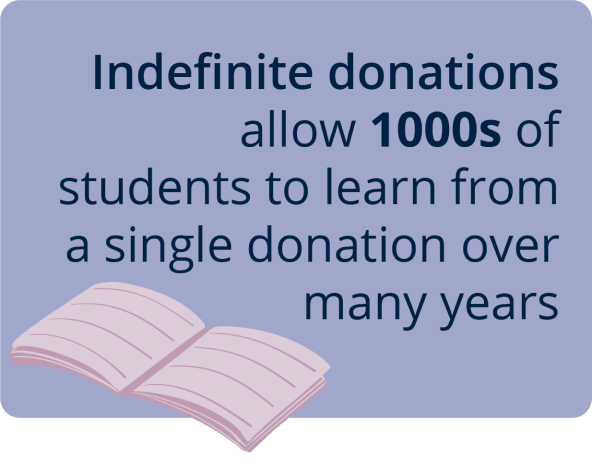 Indefinite donations
allow 1000s of
students to learn from
a single donation over
many years